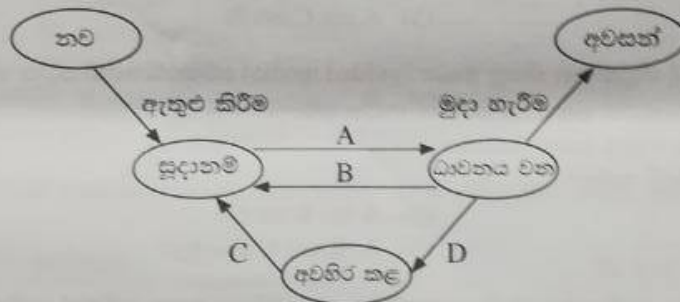 නව
අවසන්
ඇතුළු කිරීම
මුදා හැරීම
A
සූදානම්
ධාවනය වන
B
C
D
අවහිර කළ